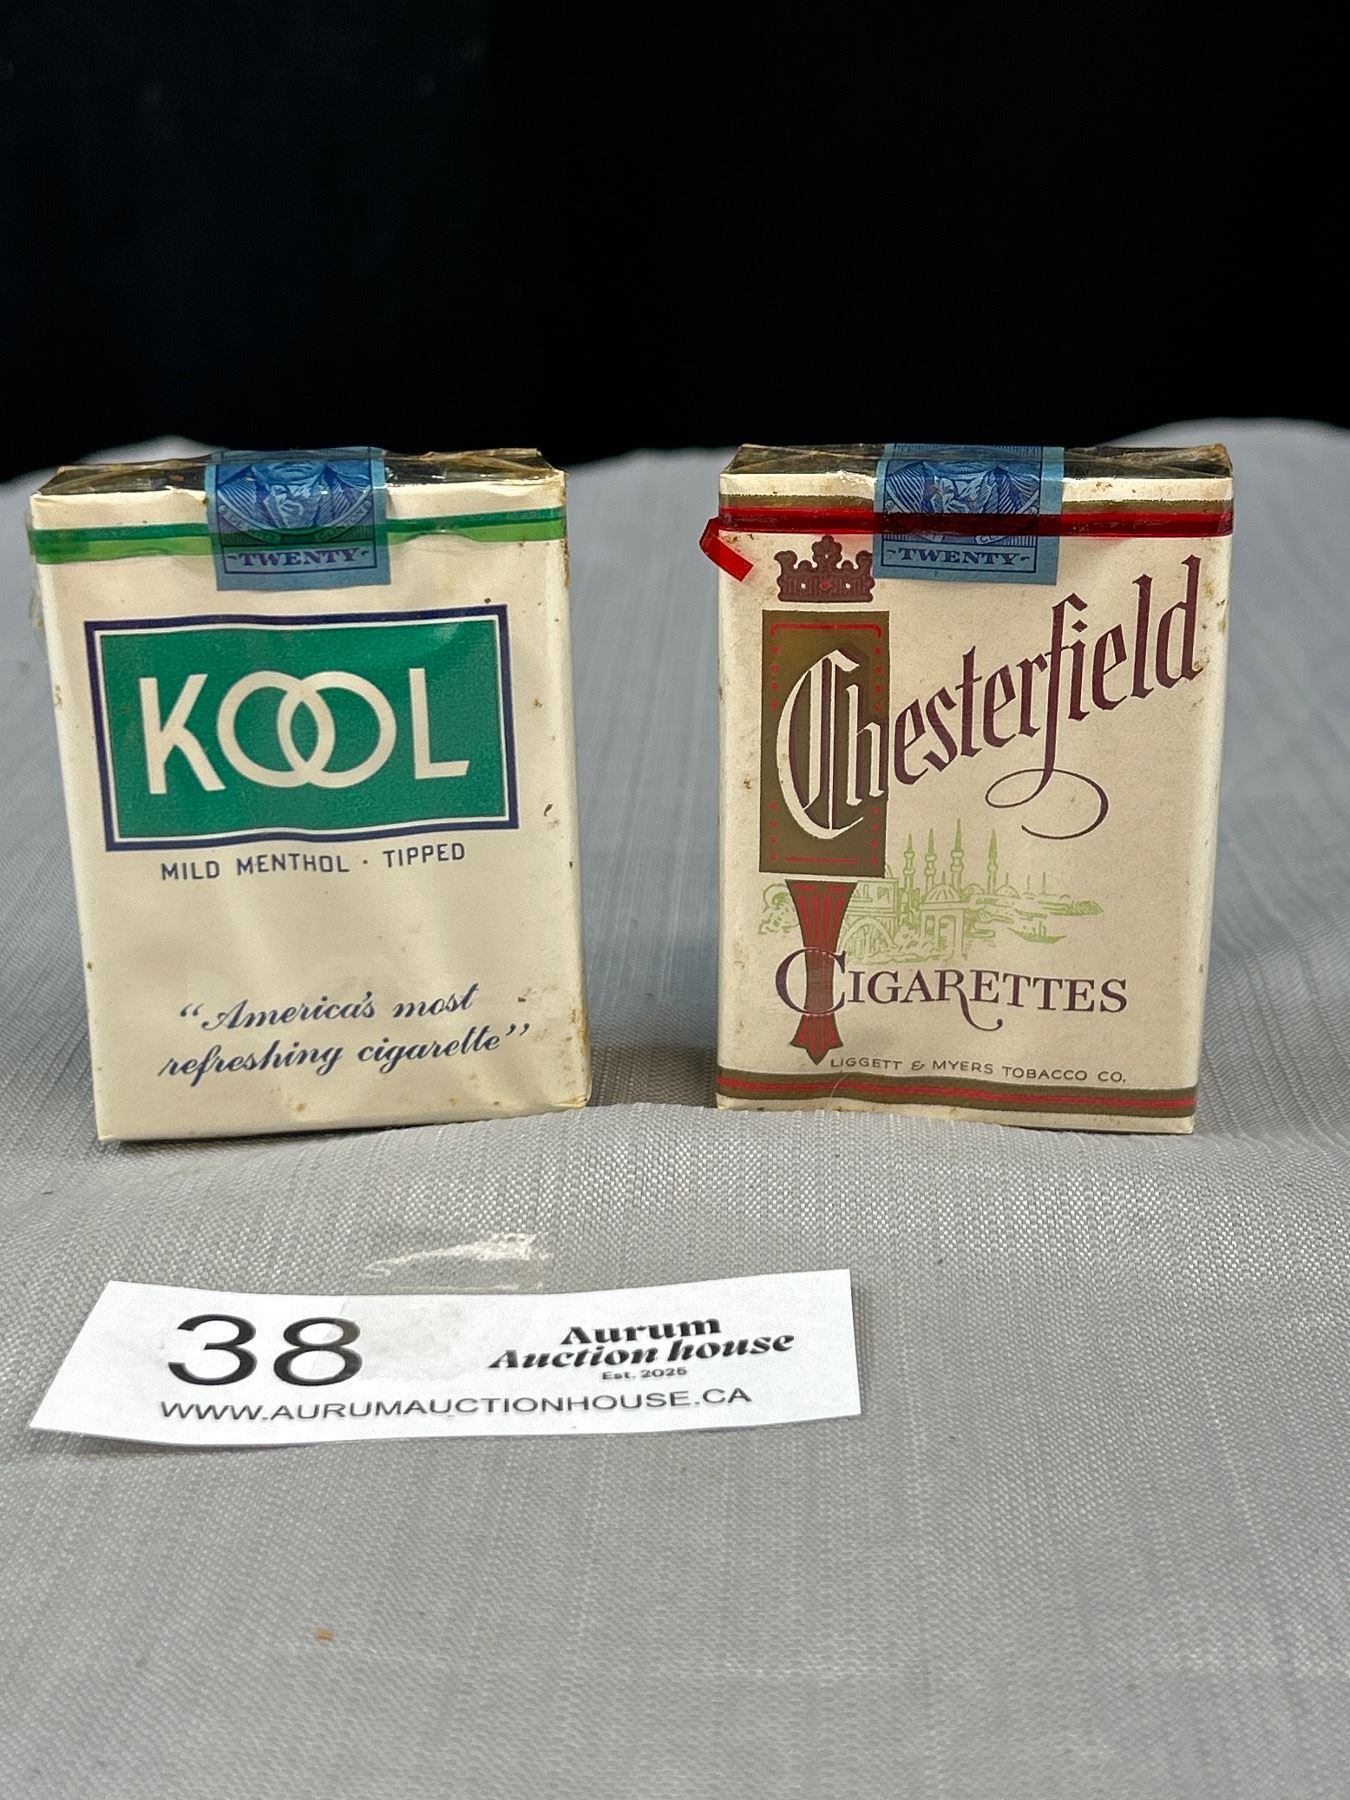 TWENTY
KOOL
MILD MENTHOL · TIPPED
"America's most
refreshing cigarette"
TWENTY
Chesterfield
CIGARETTES
LIGGETT & MYERS TOBACCO CO.
38
Aurum
Auction house
Est. 2025
WWW.AURUMAUCTIONHOUSE.CA